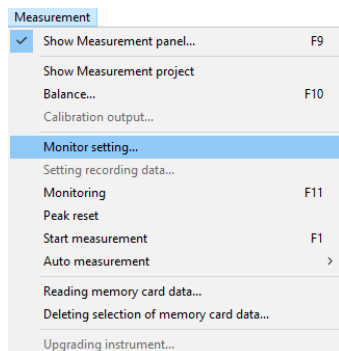 Measurement
Show Measurement panel... F9
Show Measurement project
Balance... F10
Calibration output...
Monitor setting...
Setting recording data...
Monitoring F11
Peak reset
Start measurement F1
Auto measurement
Reading memory card data...
Deleting selection of memory card data...
Upgrading instrument...